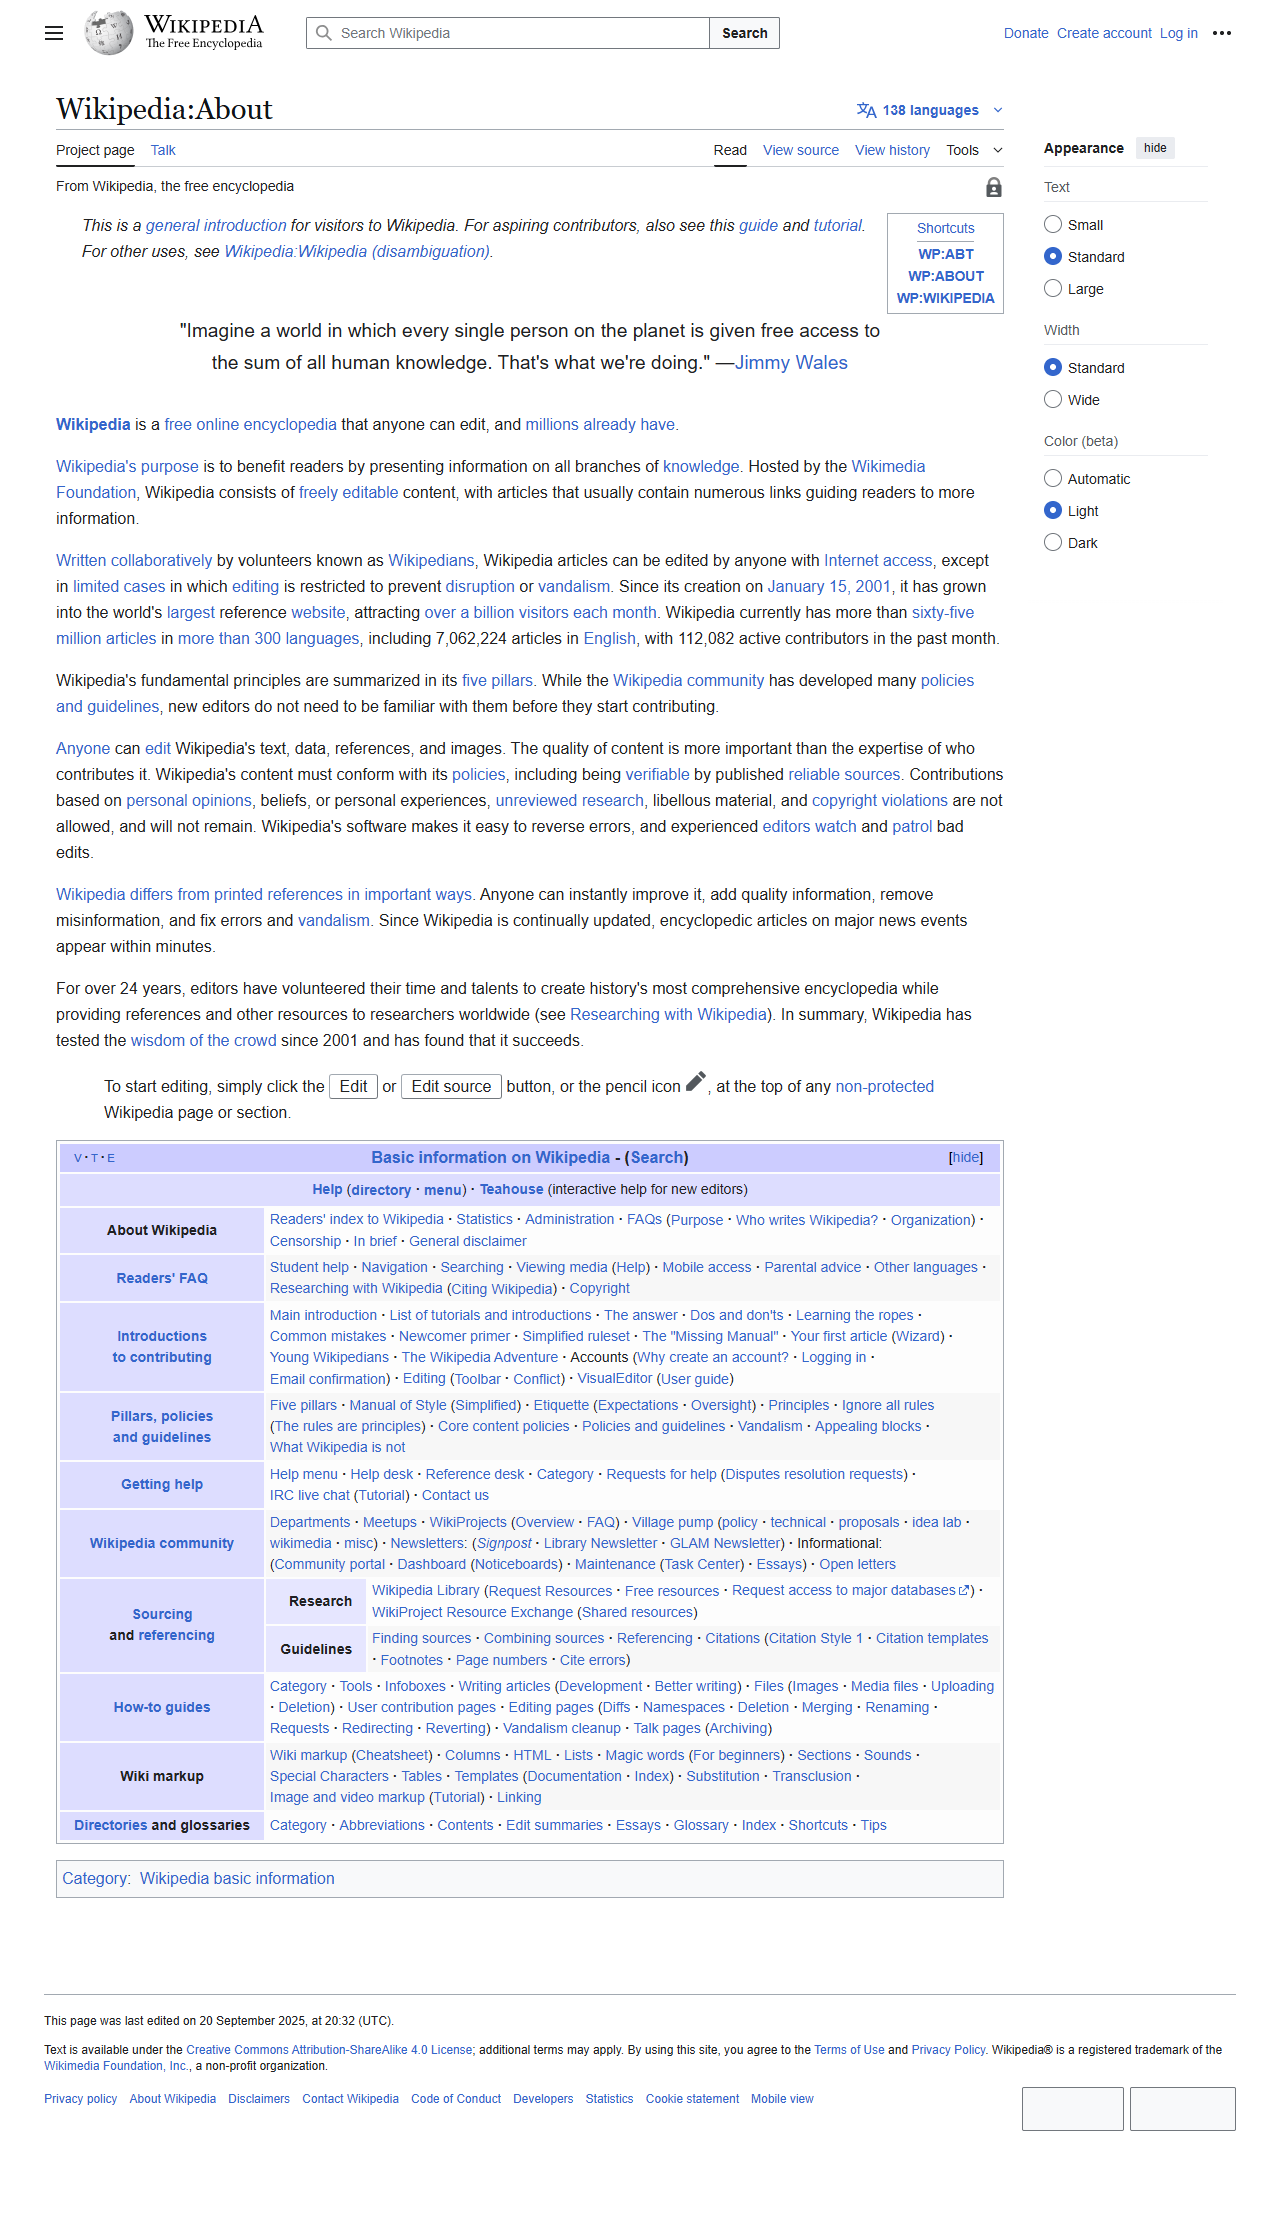 WIKIPEDIA
The Free Encyclopedia
Search Wikipedia
Search
Donate Create account Log in
Wikipedia:About
138 languages
Project page Talk Read View source View history Tools
From Wikipedia, the free encyclopedia
This is a general introduction for visitors to Wikipedia. For aspiring contributors, also see this guide and tutorial.
For other uses, see Wikipedia:Wikipedia (disambiguation).
Shortcuts
WP:ABT
WP:ABOUT
WP:WIKIPEDIA
"Imagine a world in which every single person on the planet is given free access to
the sum of all human knowledge. That's what we're doing." —Jimmy Wales
Wikipedia is a free online encyclopedia that anyone can edit, and millions already have.
Wikipedia's purpose is to benefit readers by presenting information on all branches of knowledge. Hosted by the Wikimedia
Foundation, Wikipedia consists of freely editable content, with articles that usually contain numerous links guiding readers to more
information.
Written collaboratively by volunteers known as Wikipedians, Wikipedia articles can be edited by anyone with Internet access, except
in limited cases in which editing is restricted to prevent disruption or vandalism. Since its creation on January 15, 2001, it has grown
into the world's largest reference website, attracting over a billion visitors each month. Wikipedia currently has more than sixty-five
million articles in more than 300 languages, including 7,062,224 articles in English, with 112,082 active contributors in the past month.
Wikipedia's fundamental principles are summarized in its five pillars. While the Wikipedia community has developed many policies
and guidelines, new editors do not need to be familiar with them before they start contributing.
Anyone can edit Wikipedia's text, data, references, and images. The quality of content is more important than the expertise of who
contributes it. Wikipedia's content must conform with its policies, including being verifiable by published reliable sources. Contributions
based on personal opinions, beliefs, or personal experiences, unreviewed research, libellous material, and copyright violations are not
allowed, and will not remain. Wikipedia's software makes it easy to reverse errors, and experienced editors watch and patrol bad
edits.
Wikipedia differs from printed references in important ways. Anyone can instantly improve it, add quality information, remove
misinformation, and fix errors and vandalism. Since Wikipedia is continually updated, encyclopedic articles on major news events
appear within minutes.
For over 24 years, editors have volunteered their time and talents to create history's most comprehensive encyclopedia while
providing references and other resources to researchers worldwide (see Researching with Wikipedia). In summary, Wikipedia has
tested the wisdom of the crowd since 2001 and has found that it succeeds.
To start editing, simply click the Edit or Edit source button, or the pencil icon , at the top of any non-protected
Wikipedia page or section.
V · T · E Basic information on Wikipedia - (Search) [hide]
Help (directory · menu) · Teahouse (interactive help for new editors)
About Wikipedia
Readers' index to Wikipedia · Statistics · Administration · FAQs (Purpose · Who writes Wikipedia? · Organization) ·
Censorship · In brief · General disclaimer
Readers' FAQ
Student help · Navigation · Searching · Viewing media (Help) · Mobile access · Parental advice · Other languages ·
Researching with Wikipedia (Citing Wikipedia) · Copyright
Introductions
to contributing
Main introduction · List of tutorials and introductions · The answer · Dos and don'ts · Learning the ropes ·
Common mistakes · Newcomer primer · Simplified ruleset · The "Missing Manual" · Your first article (Wizard) ·
Young Wikipedians · The Wikipedia Adventure · Accounts (Why create an account? · Logging in ·
Email confirmation) · Editing (Toolbar · Conflict) · VisualEditor (User guide)
Pillars, policies
and guidelines
Five pillars · Manual of Style (Simplified) · Etiquette (Expectations · Oversight) · Principles · Ignore all rules
(The rules are principles) · Core content policies · Policies and guidelines · Vandalism · Appealing blocks ·
What Wikipedia is not
Getting help
Help menu · Help desk · Reference desk · Category · Requests for help (Disputes resolution requests) ·
IRC live chat (Tutorial) · Contact us
Wikipedia community
Departments · Meetups · WikiProjects (Overview · FAQ) · Village pump (policy · technical · proposals · idea lab ·
wikimedia · misc) · Newsletters: (Signpost · Library Newsletter · GLAM Newsletter) · Informational:
(Community portal · Dashboard (Noticeboards) · Maintenance (Task Center) · Essays) · Open letters
Sourcing
and referencing
Research
Wikipedia Library (Request Resources · Free resources · Request access to major databases) ·
WikiProject Resource Exchange (Shared resources)
Guidelines
Finding sources · Combining sources · Referencing · Citations (Citation Style 1 · Citation templates
· Footnotes · Page numbers · Cite errors)
How-to guides
Category · Tools · Infoboxes · Writing articles (Development · Better writing) · Files (Images · Media files · Uploading
· Deletion) · User contribution pages · Editing pages (Diffs · Namespaces · Deletion · Merging · Renaming ·
Requests · Redirecting · Reverting) · Vandalism cleanup · Talk pages (Archiving)
Wiki markup
Wiki markup (Cheatsheet) · Columns · HTML · Lists · Magic words (For beginners) · Sections · Sounds ·
Special Characters · Tables · Templates (Documentation · Index) · Substitution · Transclusion ·
Image and video markup (Tutorial) · Linking
Directories and glossaries
Category · Abbreviations · Contents · Edit summaries · Essays · Glossary · Index · Shortcuts · Tips
Category: Wikipedia basic information
Appearance hide
Text
Small
Standard
Large
Width
Standard
Wide
Color (beta)
Automatic
Light
Dark
This page was last edited on 20 September 2025, at 20:32 (UTC).
Text is available under the Creative Commons Attribution-ShareAlike 4.0 License; additional terms may apply. By using this site, you agree to the Terms of Use and Privacy Policy. Wikipedia® is a registered trademark of the
Wikimedia Foundation, Inc., a non-profit organization.
Privacy policy About Wikipedia Disclaimers Contact Wikipedia Code of Conduct Developers Statistics Cookie statement Mobile view